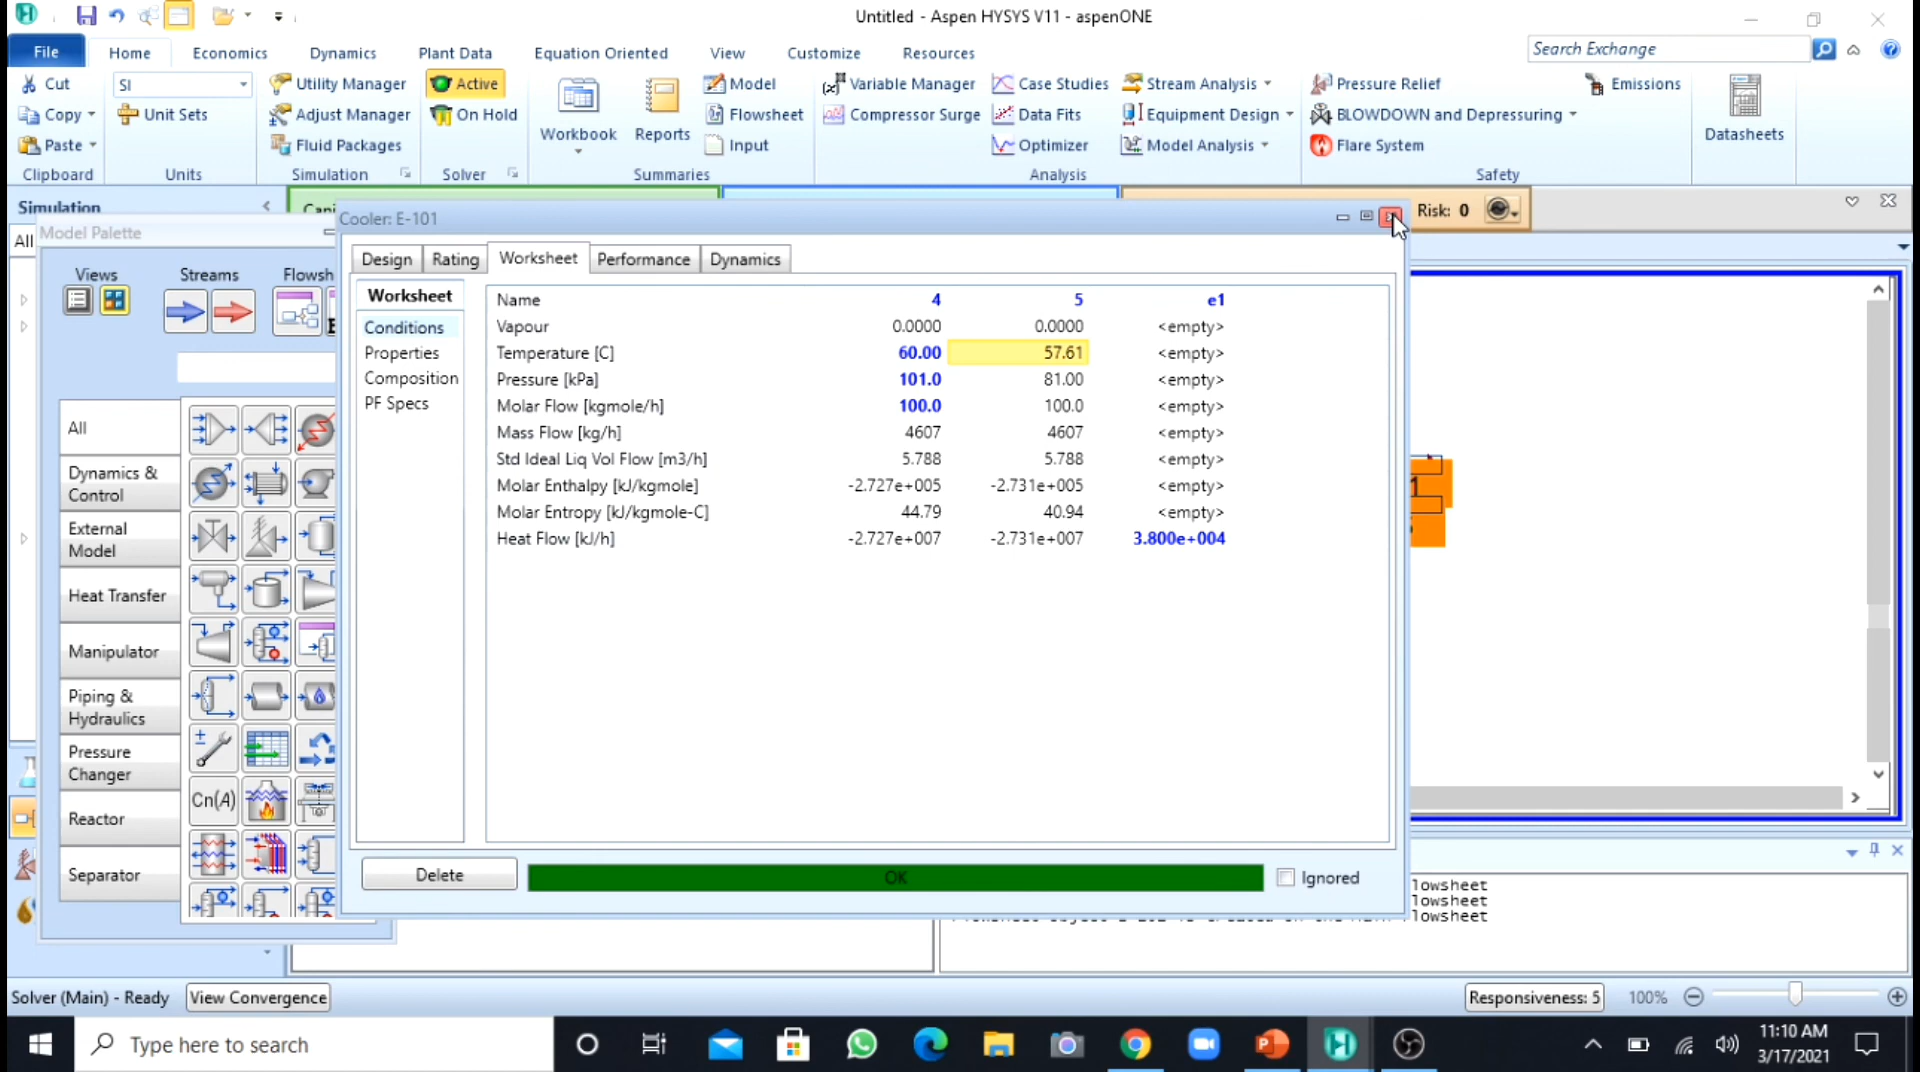 Untitled - Aspen HYSYS V11 - aspenONE
File Home Economics Dynamics Plant Data Equation Oriented View Customize Resources Search Exchange
Cut SI Utility Manager Active Model Variable Manager Case Studies Stream Analysis Pressure Relief Emissions
Copy Unit Sets Adjust Manager On Hold Flowsheet Compressor Surge Data Fits Equipment Design BLOWDOWN and Depressuring
Workbook Reports Datasheets
Paste Fluid Packages Input Optimizer Model Analysis Flare System
Clipboard Units Simulation Solver Summaries Analysis Safety
Simulation
Risk: 0
All
Model Palette
Views Streams
All
Dynamics &
Control
External
Model
Heat Transfer
Manipulator
Piping &
Hydraulics
Pressure
Changer
Reactor
Separator
Cn(A)
Cooler: E-101
Design Rating Worksheet Performance Dynamics
Worksheet
Conditions
Properties
Composition
PF Specs
Name 4 5 e1
Vapour 0.0000 0.0000 <empty>
Temperature [C] 60.00 57.61 <empty>
Pressure [kPa] 101.0 81.00 <empty>
Molar Flow [kgmole/h] 100.0 100.0 <empty>
Mass Flow [kg/h] 4607 4607 <empty>
Std Ideal Liq Vol Flow [m3/h] 5.788 5.788 <empty>
Molar Enthalpy [kJ/kgmole] -2.727e+005 -2.731e+005 <empty>
Molar Entropy [kJ/kgmole-C] 44.79 40.94 <empty>
Heat Flow [kJ/h] -2.727e+007 -2.731e+007 3.800e+004
Delete OK Ignored
lowsheet
lowsheet
lowsheet
Solver (Main) - Ready View Convergence Responsiveness: 5 100%
Type here to search
11:10 AM
3/17/2021